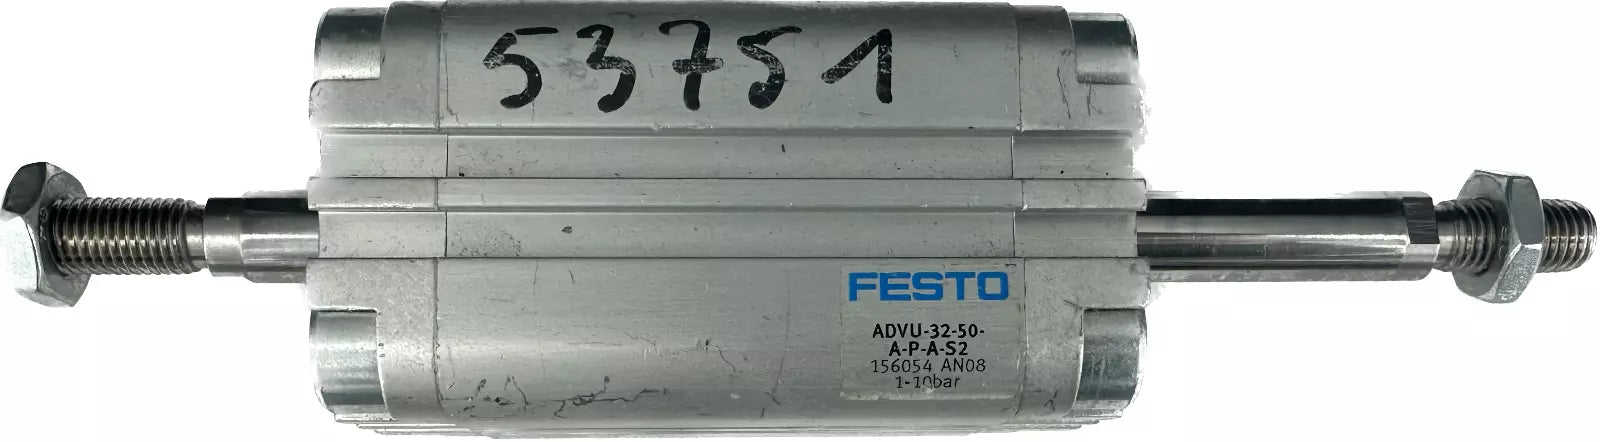 53751
FESTO
ADVU-32-50-
A-P-A-S2
156054 AN08
1-10bar